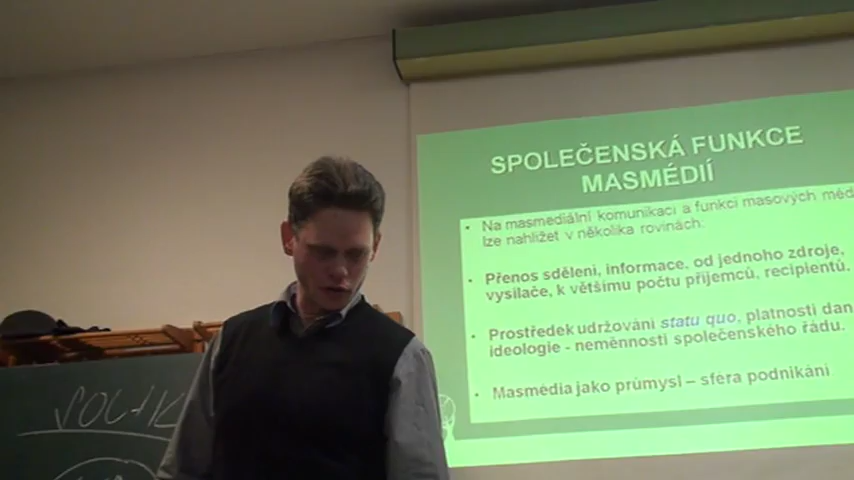 SPOLEČENSKÁ FUNKCE
MASMÉDIÍ
• Na masmediální komunikaci a funkci masových méd
lze nahlížet v několika rovinách:
• Přenos sdělení, informace, od jednoho zdroje,
vysílače, k většímu počtu příjemců, recipientů.
• Prostředek udržování statu quo, platnosti dan
ideologie - neměnnosti společenského řádu.
• Masmédia jako průmysl – sféra podnikání